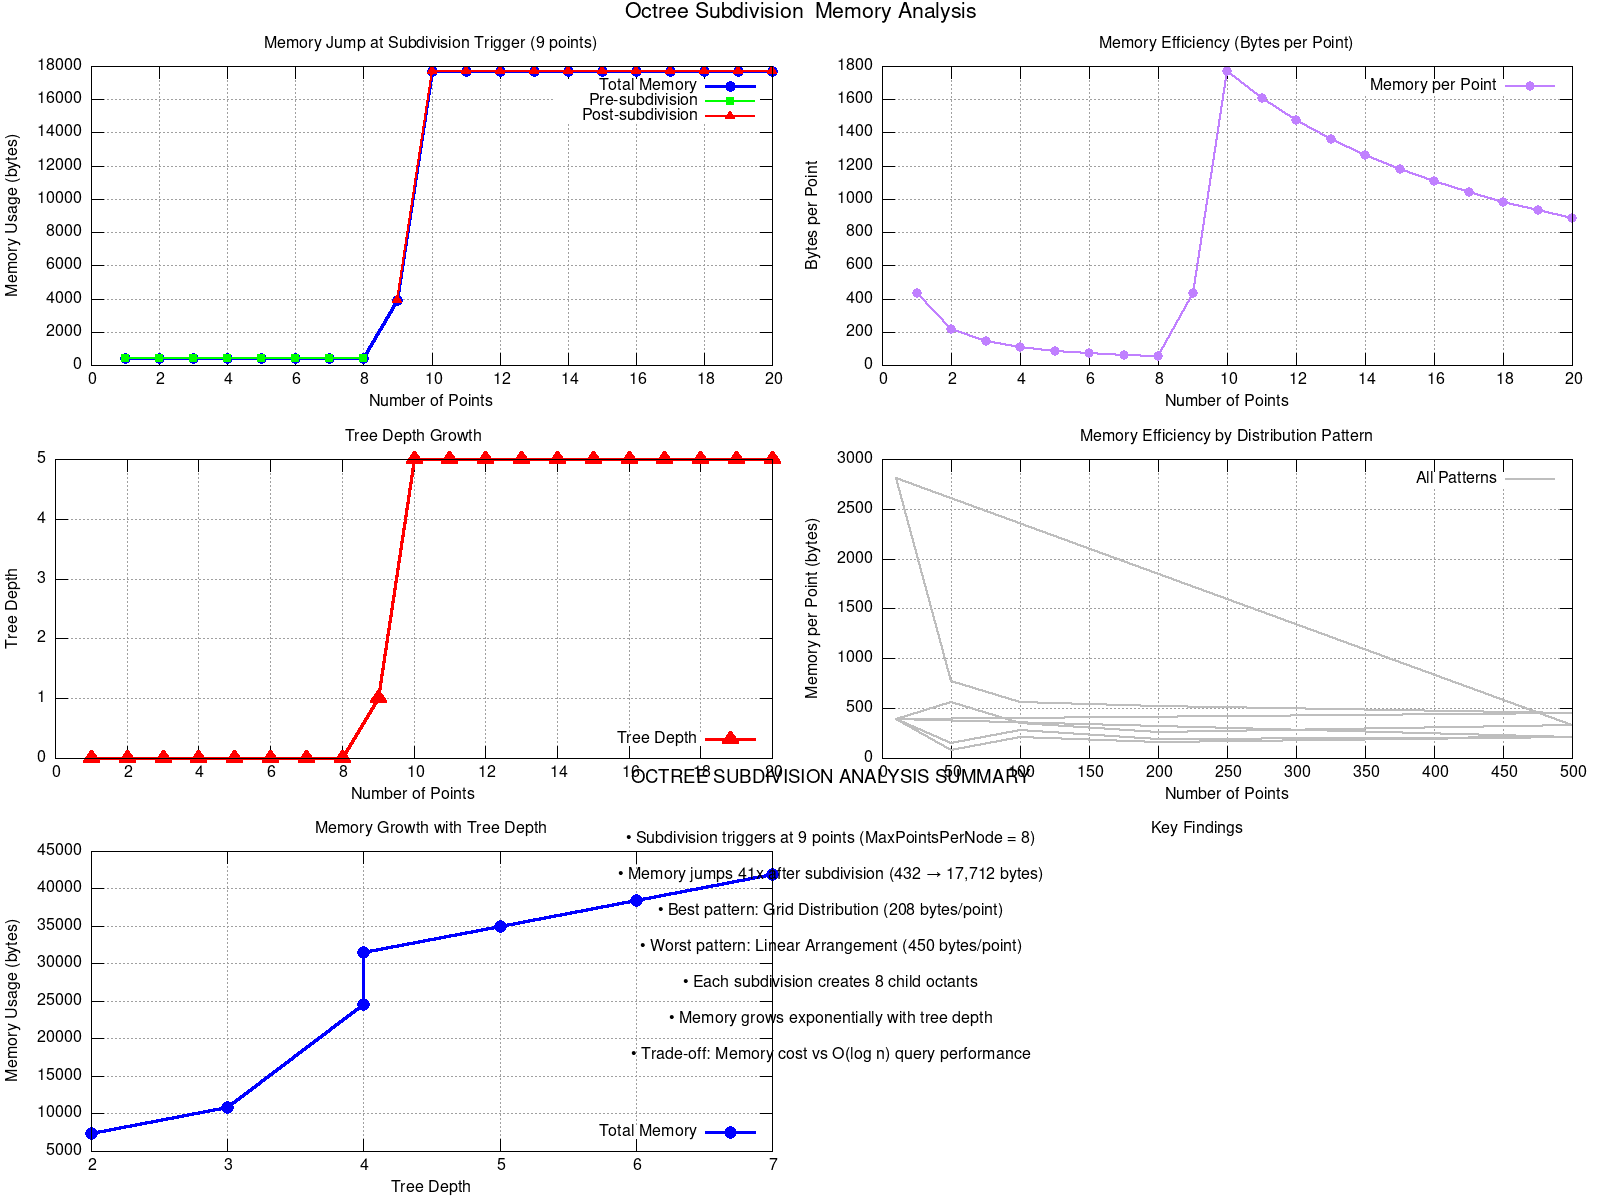 Octree Subdivision  Memory Analysis
Memory Jump at Subdivision Trigger (9 points)
18000
16000
14000
12000
10000
8000
6000
4000
2000
0
Memory Usage (bytes)
Total Memory
Pre-subdivision
Post-subdivision
0 2 4 6 8 10 12 14 16 18 20
Number of Points
Memory Efficiency (Bytes per Point)
1800
1600
1400
1200
1000
800
600
400
200
0
Bytes per Point
Memory per Point
0 2 4 6 8 10 12 14 16 18 20
Number of Points
Tree Depth Growth
5
4
3
2
1
0
Tree Depth
Tree Depth
0 2 4 6 8 10 12 14 16 18 20
Number of Points
Memory Efficiency by Distribution Pattern
3000
2500
2000
1500
1000
500
0
Memory per Point (bytes)
All Patterns
0 50 100 150 200 250 300 350 400 450 500
Number of Points
OCTREE SUBDIVISION ANALYSIS SUMMARY
Memory Growth with Tree Depth
45000
40000
35000
30000
25000
20000
15000
10000
5000
Memory Usage (bytes)
Total Memory
2 3 4 5 6 7
Tree Depth
Key Findings
• Subdivision triggers at 9 points (MaxPointsPerNode = 8)
• Memory jumps 41x after subdivision (432 → 17,712 bytes)
• Best pattern: Grid Distribution (208 bytes/point)
• Worst pattern: Linear Arrangement (450 bytes/point)
• Each subdivision creates 8 child octants
• Memory grows exponentially with tree depth
• Trade-off: Memory cost vs O(log n) query performance